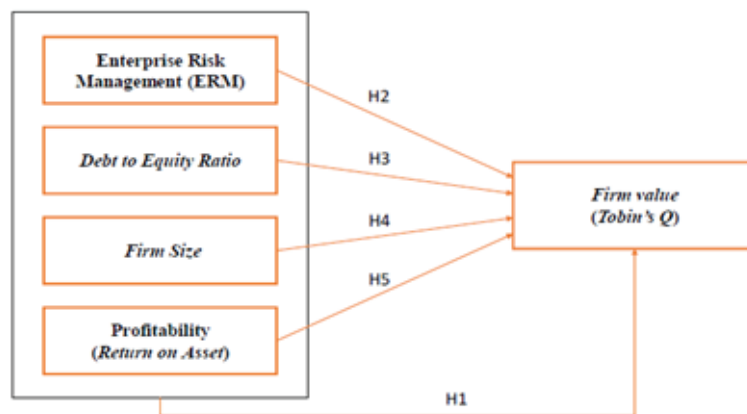 Enterprise Risk
Management (ERM)
H2
Debt to Equity Ratio
H3
Firm value
(Tobin's Q)
Firm Size
H4
H5
Profitability
(Return on Asset)
H1